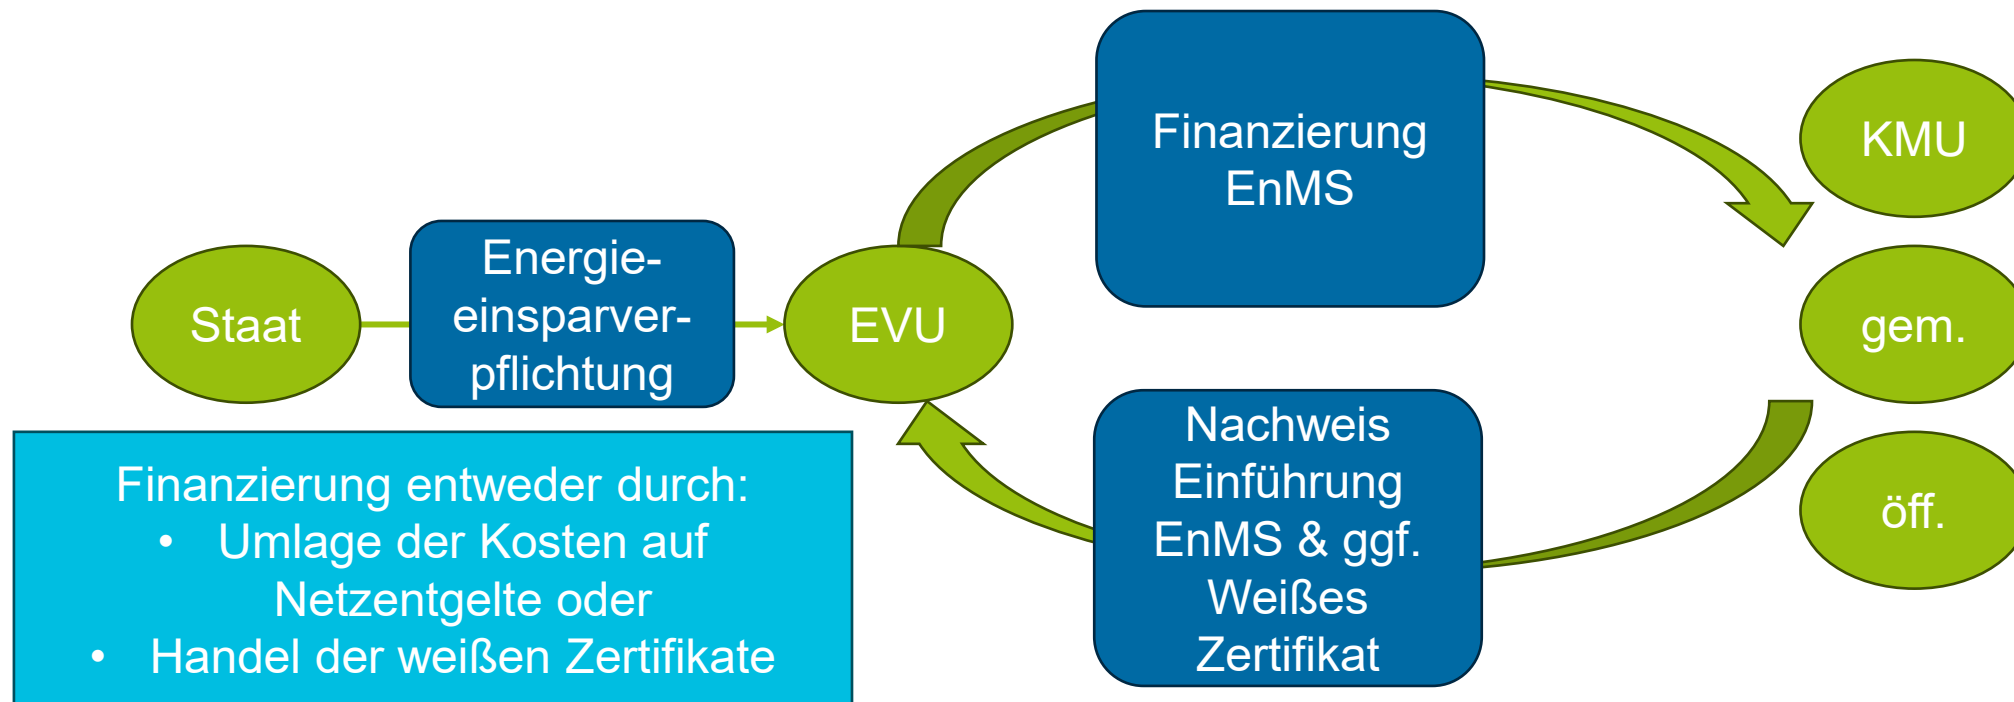 Staat
Energie-
einsparver-
pflichtung
EVU
Finanzierung
EnMS
KMU
gem.
öff.
Nachweis
Einführung
EnMS & ggf.
Weißes
Zertifikat
Finanzierung entweder durch:
• Umlage der Kosten auf
Netzentgelte oder
• Handel der weißen Zertifikate